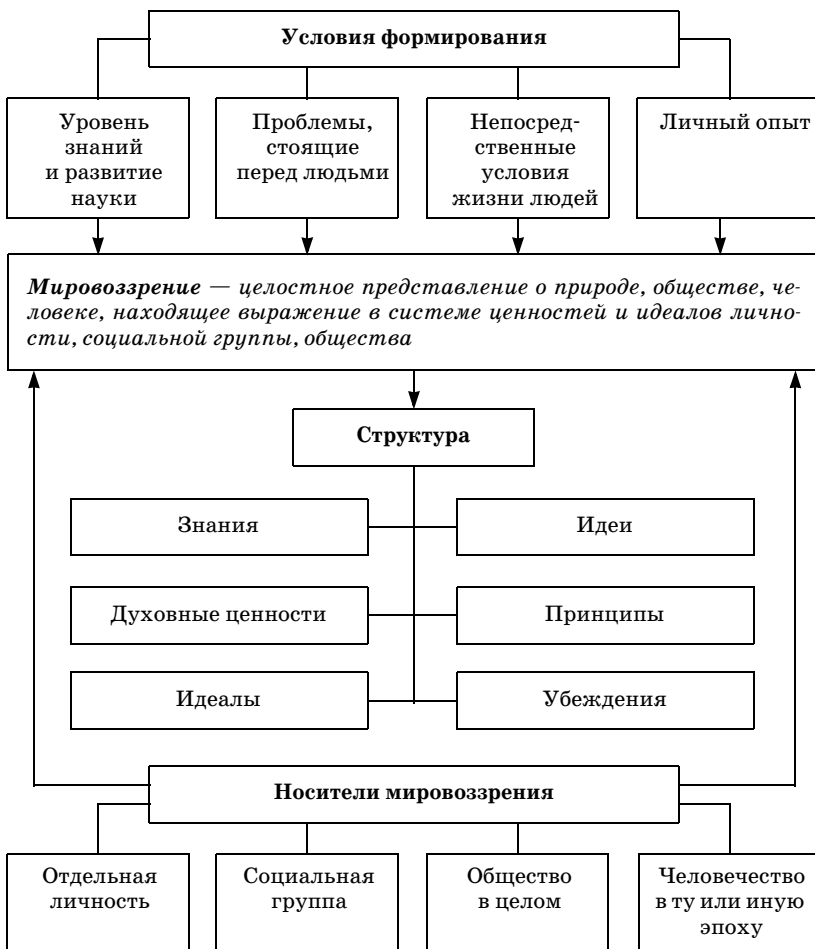 Условия формирования
Уровень
знаний
и развитие
науки
Проблемы,
стоящие
перед людьми
Непосред-
ственные
условия
жизни людей
Личный опыт
Мировоззрение — целостное представление о природе, обществе, че-
ловеке, находящее выражение в системе ценностей и идеалов лично-
сти, социальной группы, общества
Структура
Знания
Идеи
Духовные ценности
Принципы
Идеалы
Убеждения
Носители мировоззрения
Отдельная
личность
Социальная
группа
Общество
в целом
Человечество
в ту или иную
эпоху